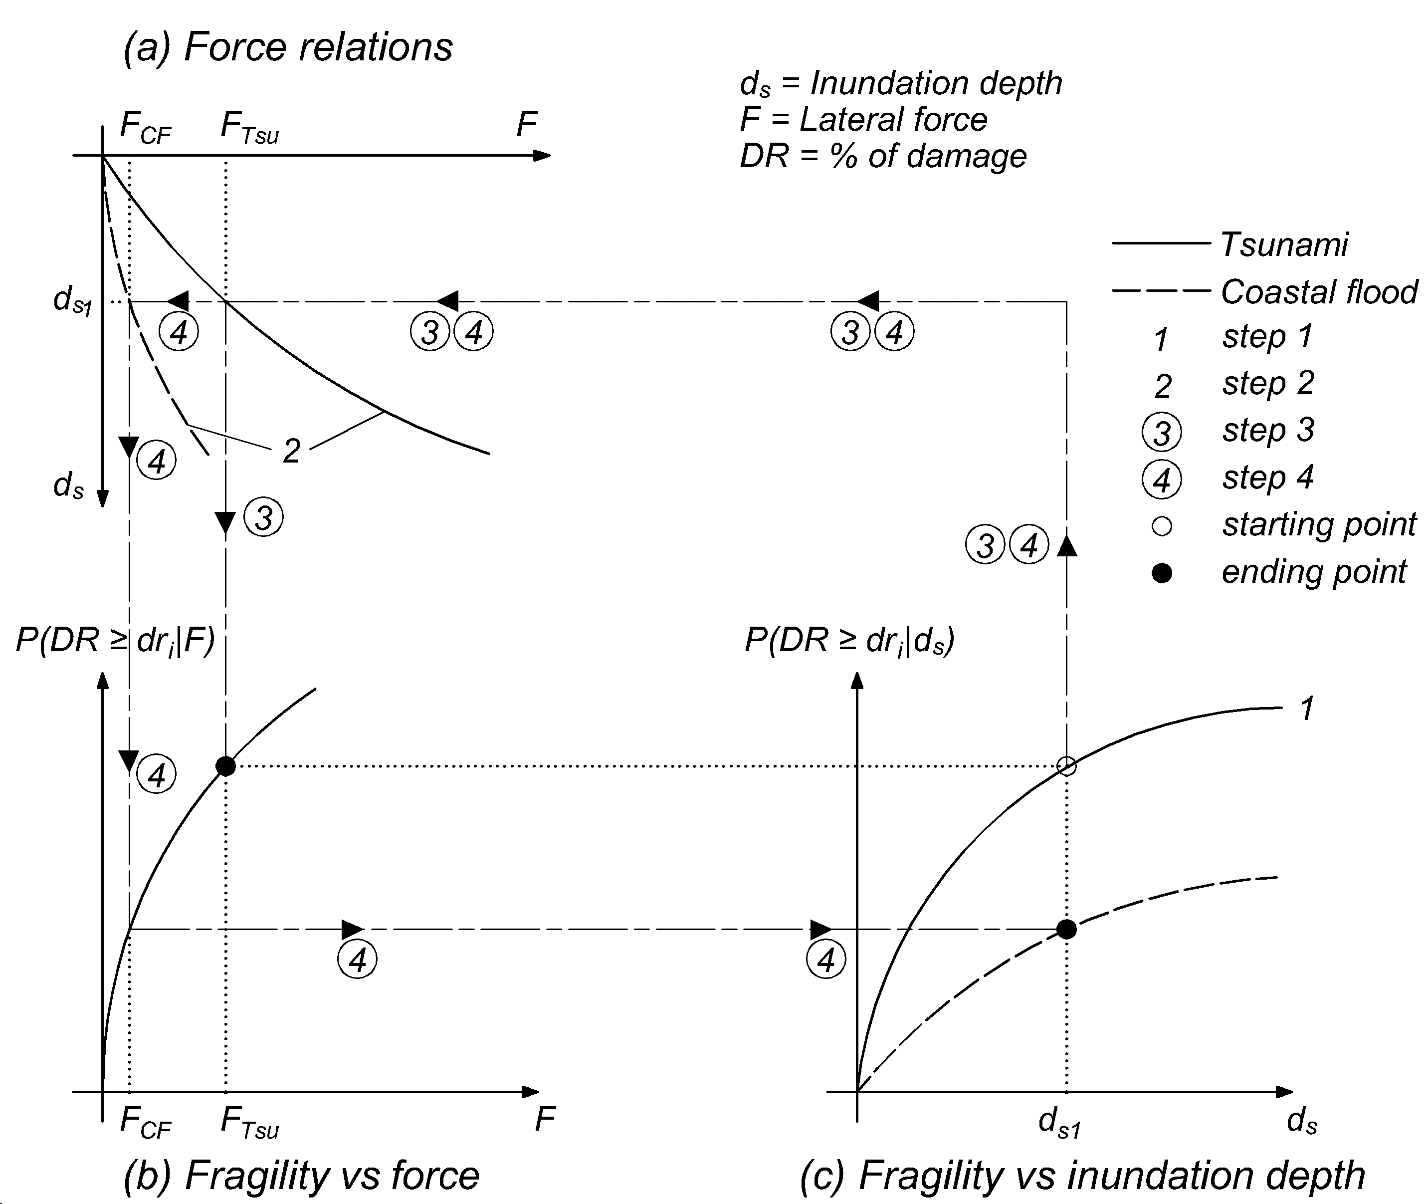 (a) Force relations
d_s = Inundation depth
F = Lateral force
DR = % of damage
F_CF F_Tsu F
Tsunami
Coastal flood
1 step 1
2 step 2
③ step 3
④ step 4
starting point
ending point
d_s1
④ ③ ④ ③ ④
2
④
d_s
③
③ ④
P(DR ≥ dr_i|F)
P(DR ≥ dr_i|d_s)
1
④
④ ④
F_CF F_Tsu F
d_s1 d_s
(b) Fragility vs force
(c) Fragility vs inundation depth